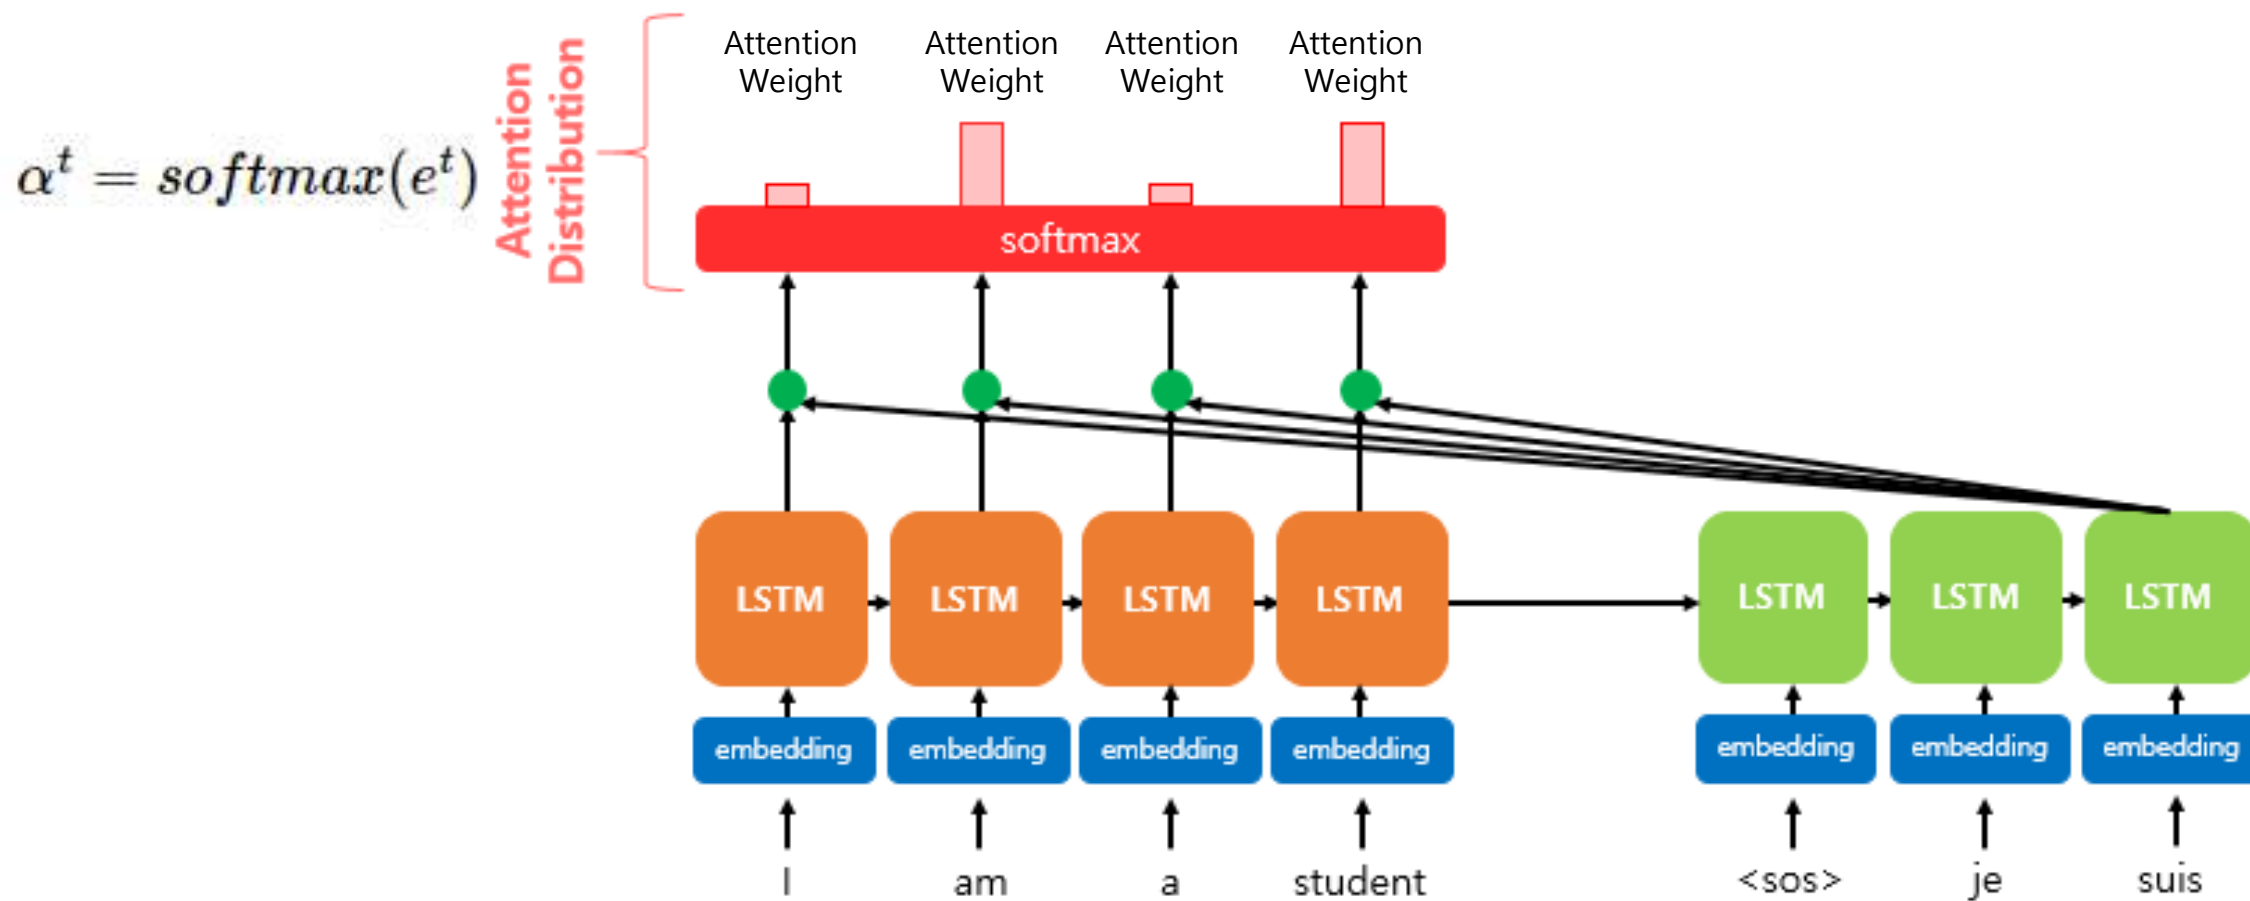 Attention Weight
Attention Weight
Attention Weight
Attention Weight
Attention Distribution
αᵗ = softmax(eᵗ)
softmax
LSTM LSTM LSTM LSTM LSTM LSTM LSTM
embedding embedding embedding embedding embedding embedding embedding
I am a student <sos> je suis